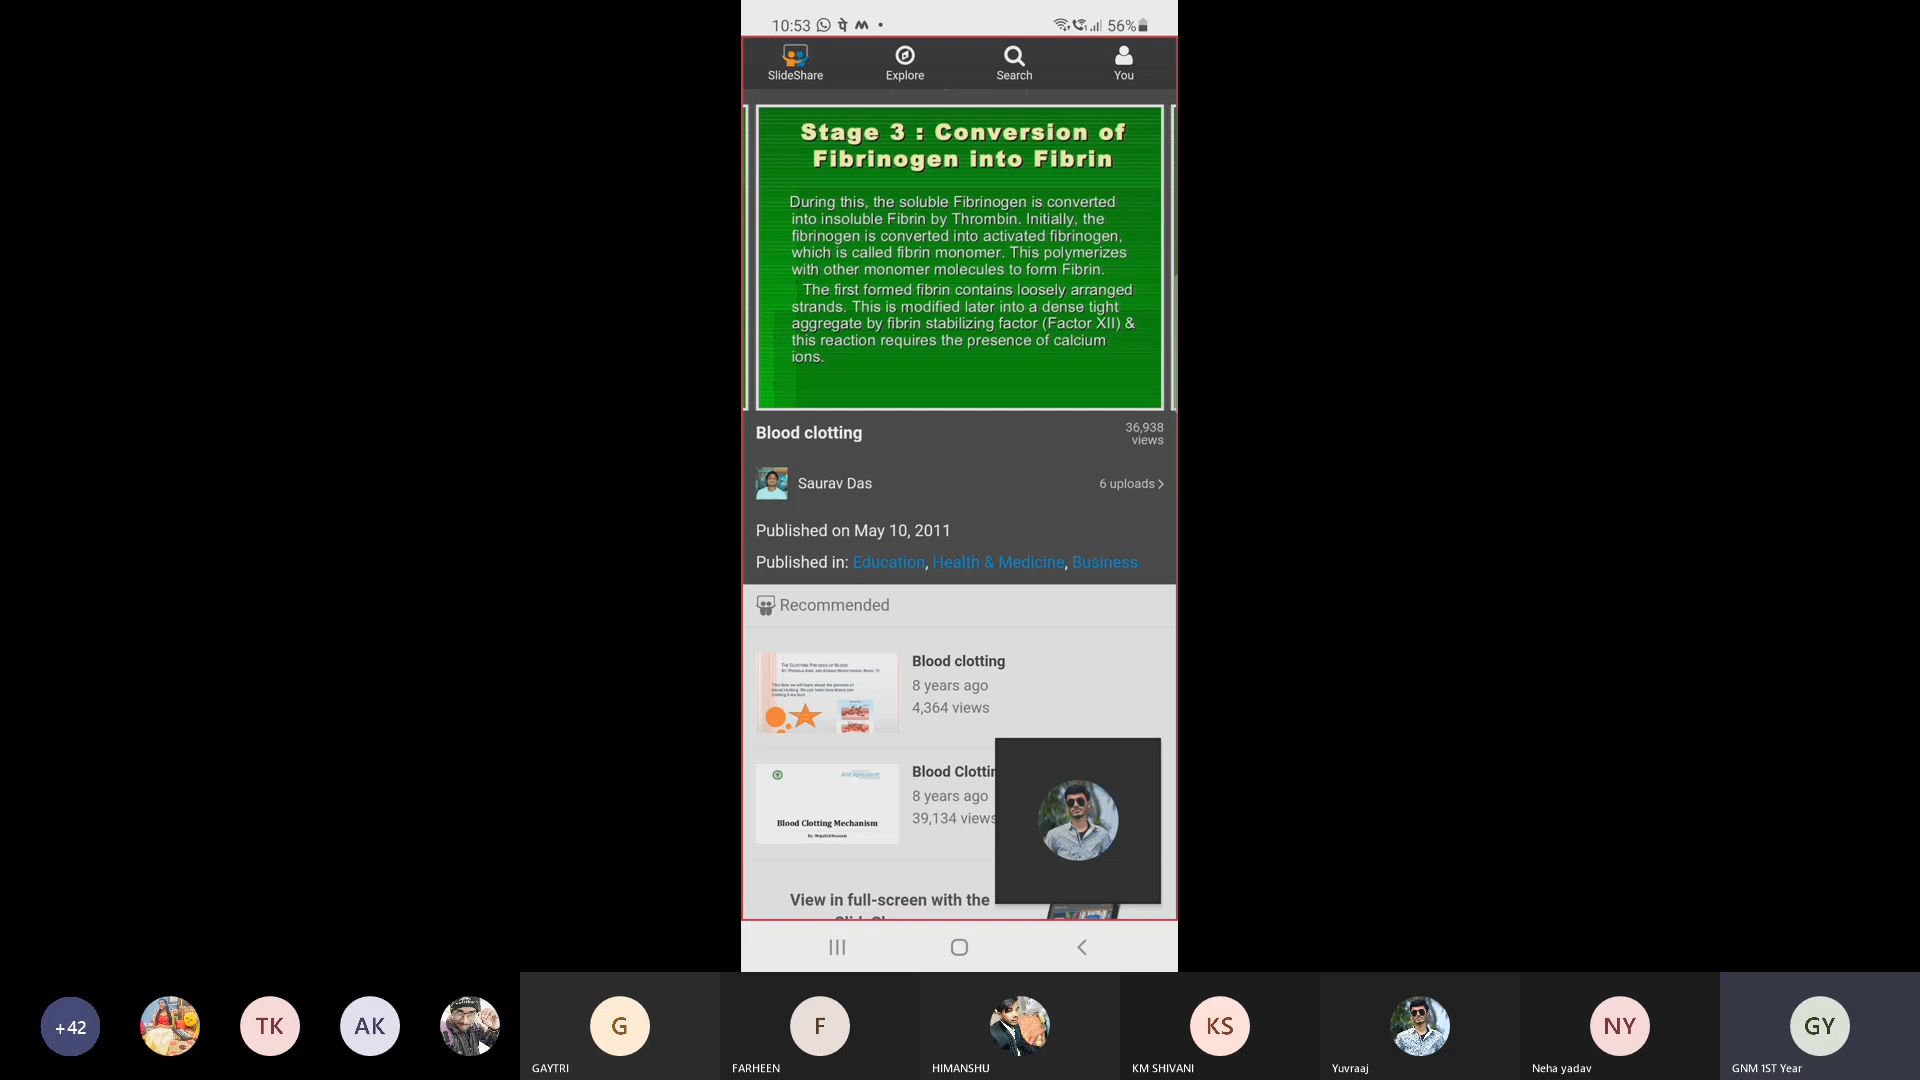 10:53 56%
SlideShare Explore Search You
Stage 3 : Conversion of
Fibrinogen into Fibrin
During this, the soluble Fibrinogen is converted
into insoluble Fibrin by Thrombin. Initially, the
fibrinogen is converted into activated fibrinogen,
which is called fibrin monomer. This polymerizes
with other monomer molecules to form Fibrin.
The first formed fibrin contains loosely arranged
strands. This is modified later into a dense tight
aggregate by fibrin stabilizing factor (Factor XII) &
this reaction requires the presence of calcium
ions.
Blood clotting
36,938
views
Saurav Das
6 uploads
Published on May 10, 2011
Published in: Education, Health & Medicine, Business
Recommended
Blood clotting
8 years ago
4,364 views
Blood Clotting Mechanism
8 years ago
39,134 views
View in full-screen with the
+42
TK
AK
G
F
KS
NY
GY
GAYTRI
FARHEEN
HIMANSHU
KM SHIVANI
Yuvraaj
Neha yadav
GNM 1ST Year